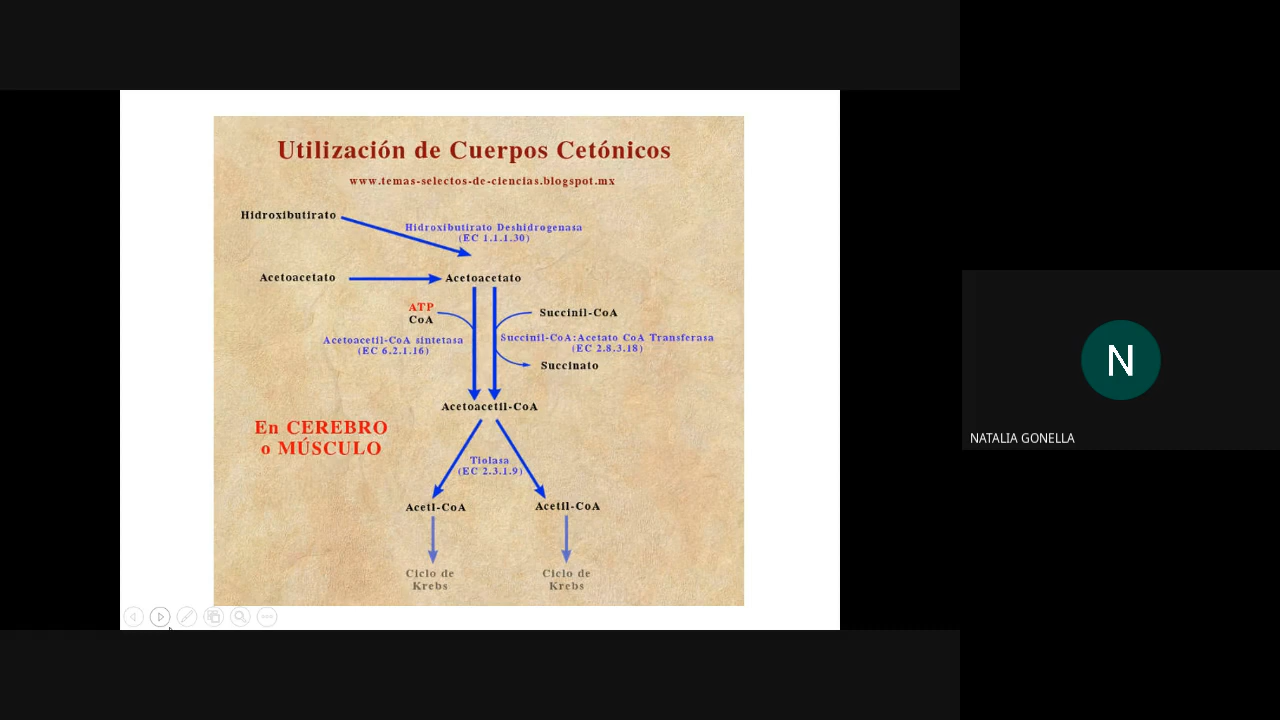 Utilización de Cuerpos Cetónicos
www.temas-selectos-de-ciencias.blogspot.mx
Hidroxibutirato
Hidroxibutirato Deshidrogenasa
(EC 1.1.1.30)
Acetoacetato
Acetoacetato
ATP
CoA
Succinil-CoA
Acetoacetil-CoA sintetasa
(EC 6.2.1.16)
Succinil-CoA:Acetato CoA Transferasa
(EC 2.8.3.18)
Succinato
Acetoacetil-CoA
En CEREBRO
o MÚSCULO
Tiolasa
(EC 2.3.1.9)
Acetl-CoA
Acetil-CoA
Ciclo de
Krebs
Ciclo de
Krebs
N
NATALIA GONELLA